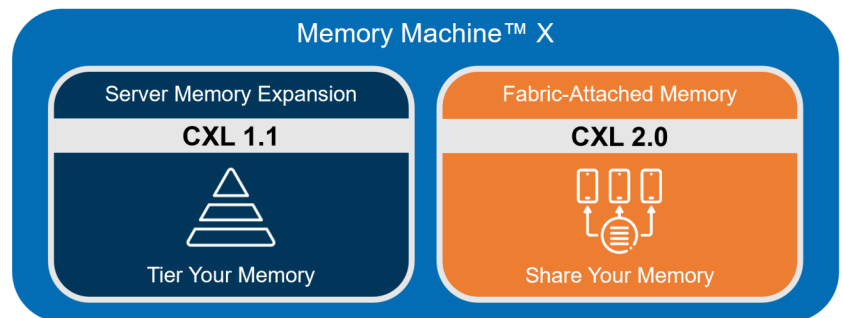 Memory Machine™ X
Server Memory Expansion
CXL 1.1
Tier Your Memory
Fabric-Attached Memory
CXL 2.0
Share Your Memory